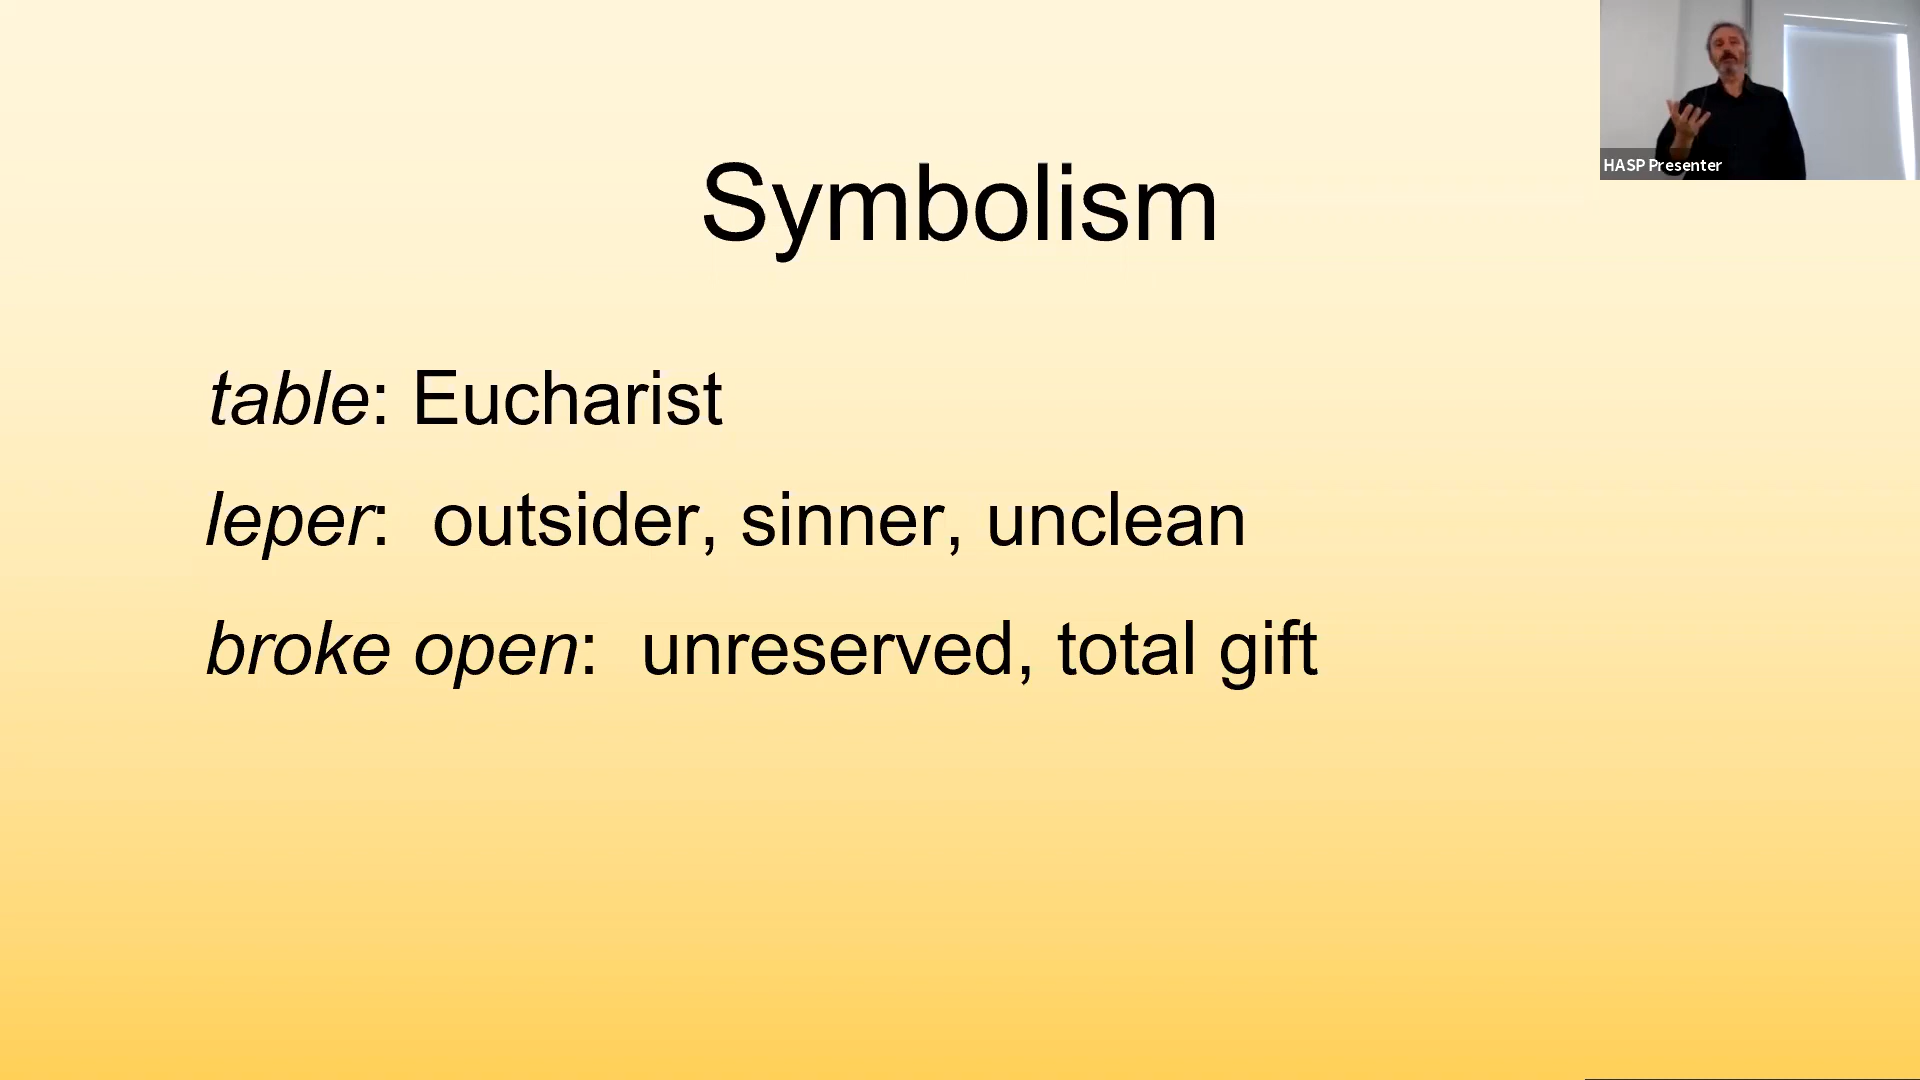 HASP Presenter
Symbolism
table: Eucharist
leper: outsider, sinner, unclean
broke open: unreserved, total gift